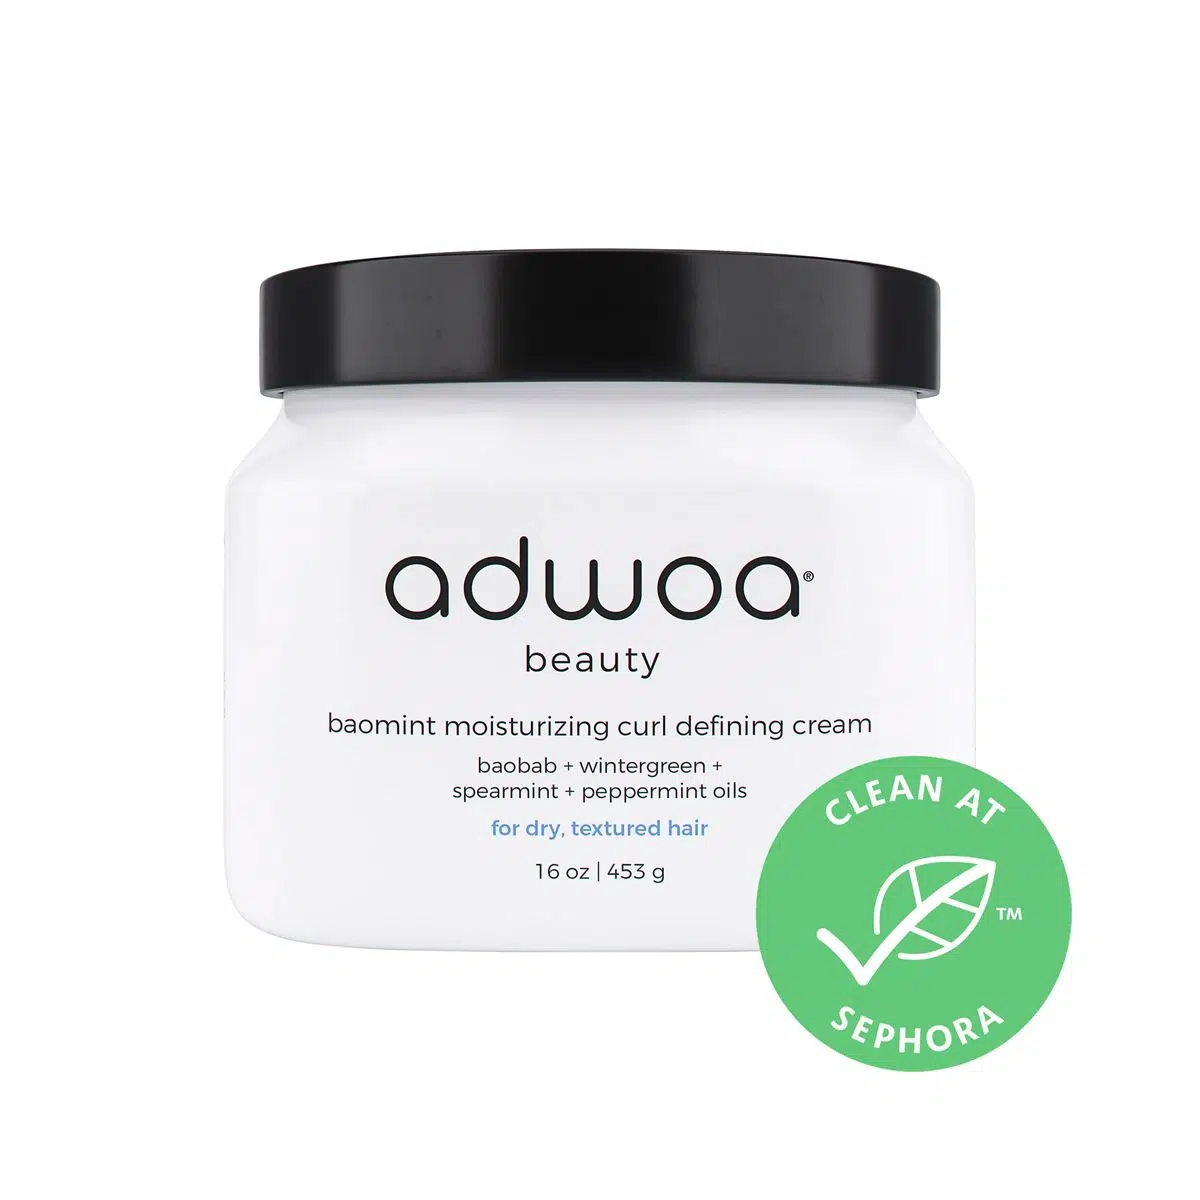 adwoa®
beauty
baomint moisturizing curl defining cream
baobab + wintergreen +
spearmint + peppermint oils
for dry, textured hair
16 oz | 453 g
CLEAN AT
TM
SEPHORA